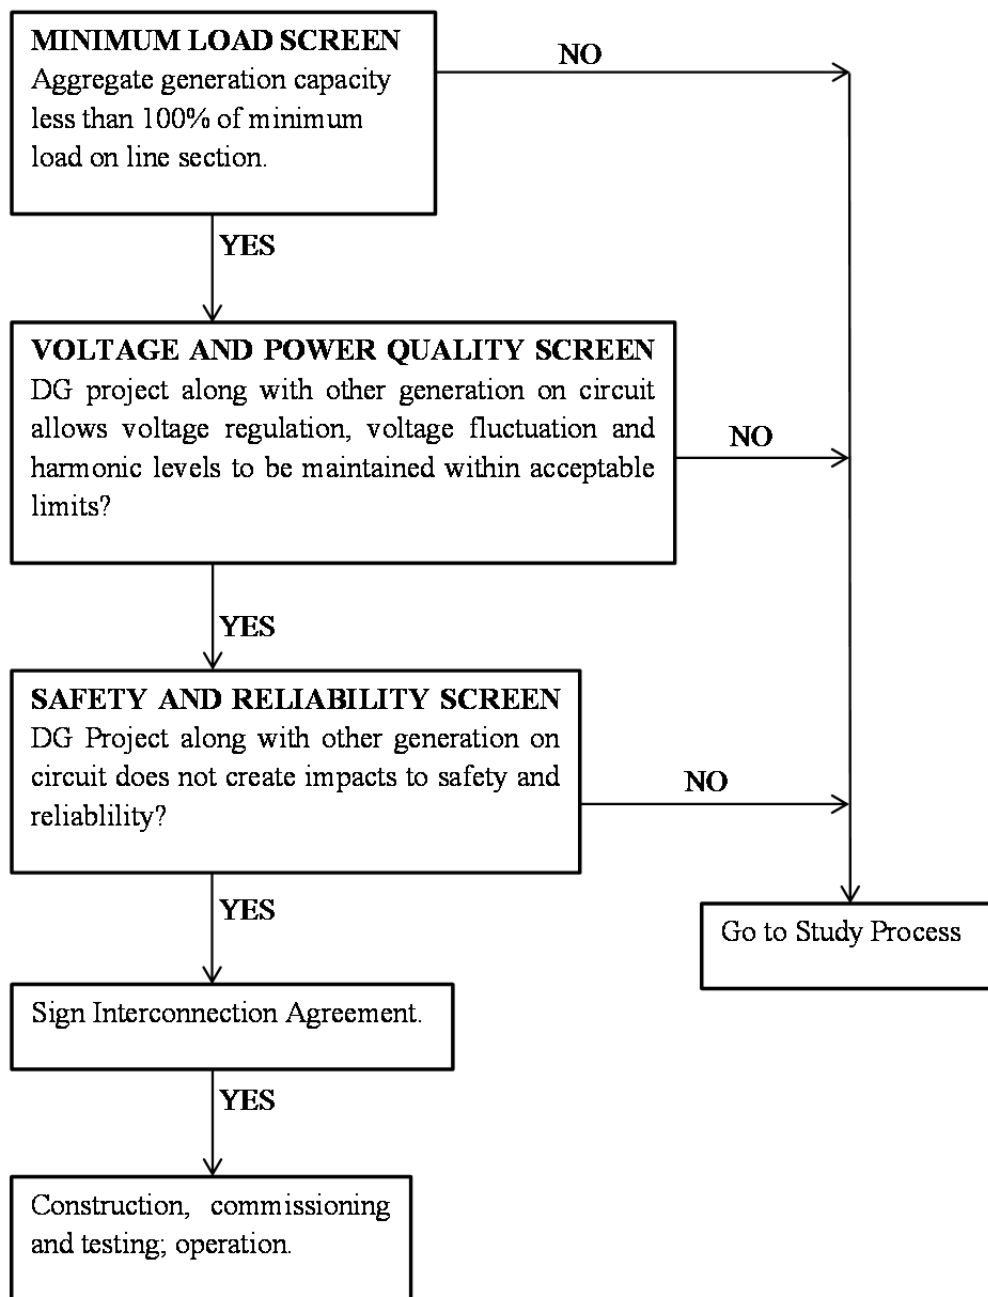 MINIMUM LOAD SCREEN
Aggregate generation capacity
less than 100% of minimum
load on line section.
NO
YES
VOLTAGE AND POWER QUALITY SCREEN
DG project along with other generation on circuit
allows voltage regulation, voltage fluctuation and
harmonic levels to be maintained within acceptable
limits?
NO
YES
SAFETY AND RELIABILITY SCREEN
DG Project along with other generation on
circuit does not create impacts to safety and
reliablility?
NO
YES
Go to Study Process
Sign Interconnection Agreement.
YES
Construction, commissioning
and testing; operation.